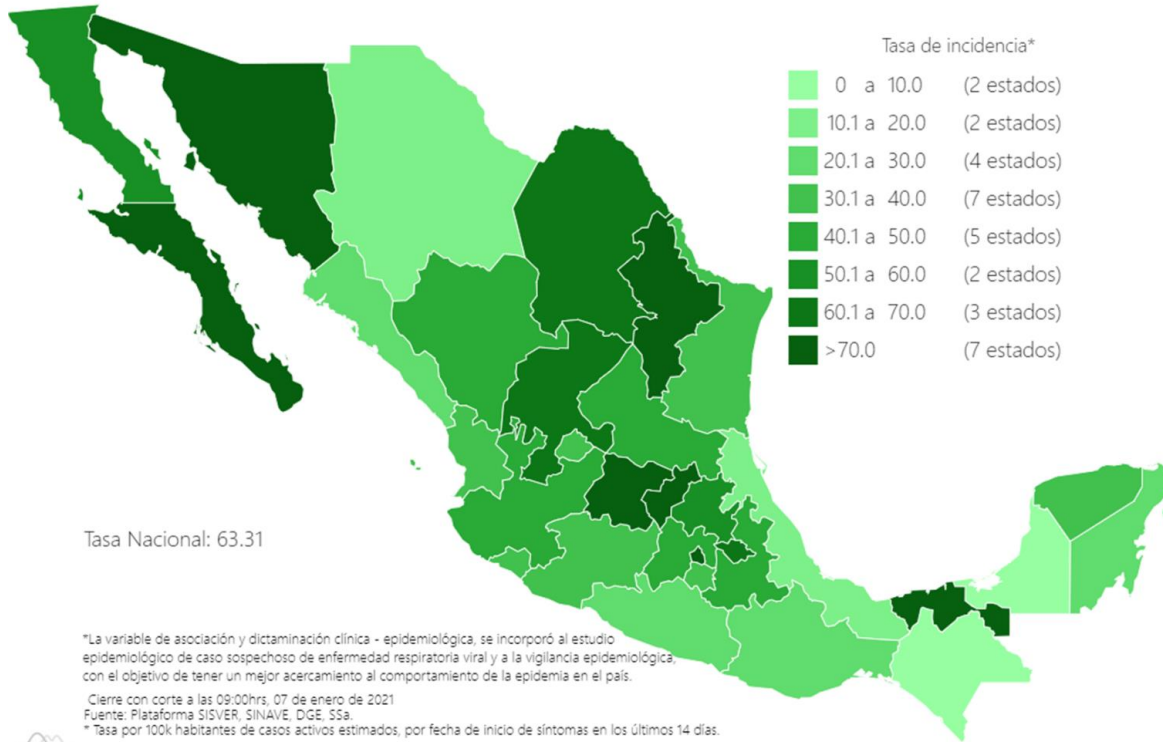 Tasa de incidencia*
0 a 10.0 (2 estados)
10.1 a 20.0 (2 estados)
20.1 a 30.0 (4 estados)
30.1 a 40.0 (7 estados)
40.1 a 50.0 (5 estados)
50.1 a 60.0 (2 estados)
60.1 a 70.0 (3 estados)
>70.0 (7 estados)
Tasa Nacional: 63.31
*La variable de asociación y dictaminación clínica - epidemiológica, se incorporó al estudio
epidemiológico de caso sospechoso de enfermedad respiratoria viral y a la vigilancia epidemiológica,
con el objetivo de tener un mejor acercamiento al comportamiento de la epidemia en el país.
Cierre con corte a las 09:00hrs, 07 de enero de 2021
Fuente: Plataforma SISVER, SINAVE, DGE, SSa.
* Tasa por 100k habitantes de casos activos estimados, por fecha de inicio de síntomas en los últimos 14 días.